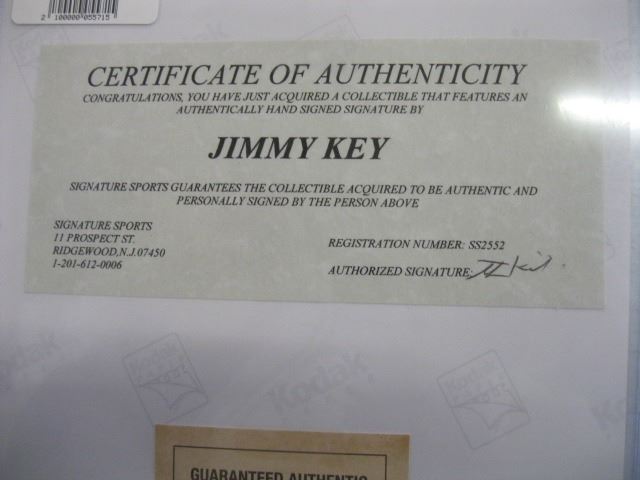 2 100000 055715
CERTIFICATE OF AUTHENTICITY
CONGRATULATIONS, YOU HAVE JUST ACQUIRED A COLLECTIBLE THAT FEATURES AN
AUTHENTICALLY HAND SIGNED SIGNATURE BY
JIMMY KEY
SIGNATURE SPORTS GUARANTEES THE COLLECTIBLE ACQUIRED TO BE AUTHENTIC AND
PERSONALLY SIGNED BY THE PERSON ABOVE
SIGNATURE SPORTS
11 PROSPECT ST.
RIDGEWOOD,N.J.07450
1-201-612-0006
REGISTRATION NUMBER: SS2552
AUTHORIZED SIGNATURE:
Kodak
Kodak
Kodak
GUARANTEED AUTHENTIC